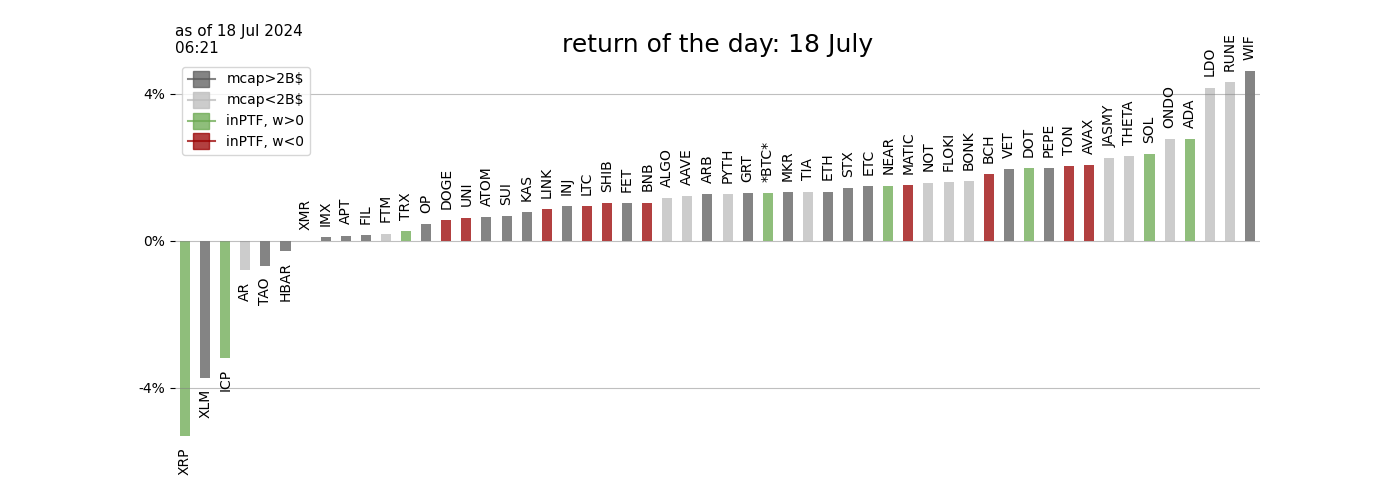 as of 18 Jul 2024
06:21
return of the day: 18 July
mcap>2B$
mcap<2B$
inPTF, w>0
inPTF, w<0
4%
0%
-4%
XRP
XLM
ICP
AR
TAO
HBAR
XMR
IMX
APT
FIL
FTM
TRX
OP
DOGE
UNI
ATOM
SUI
KAS
LINK
INJ
LTC
SHIB
FET
BNB
ALGO
AAVE
ARB
PYTH
GRT
*BTC*
MKR
TIA
ETH
STX
ETC
NEAR
MATIC
NOT
FLOKI
BONK
BCH
VET
DOT
PEPE
TON
AVAX
JASMY
THETA
SOL
ONDO
ADA
LDO
RUNE
WIF